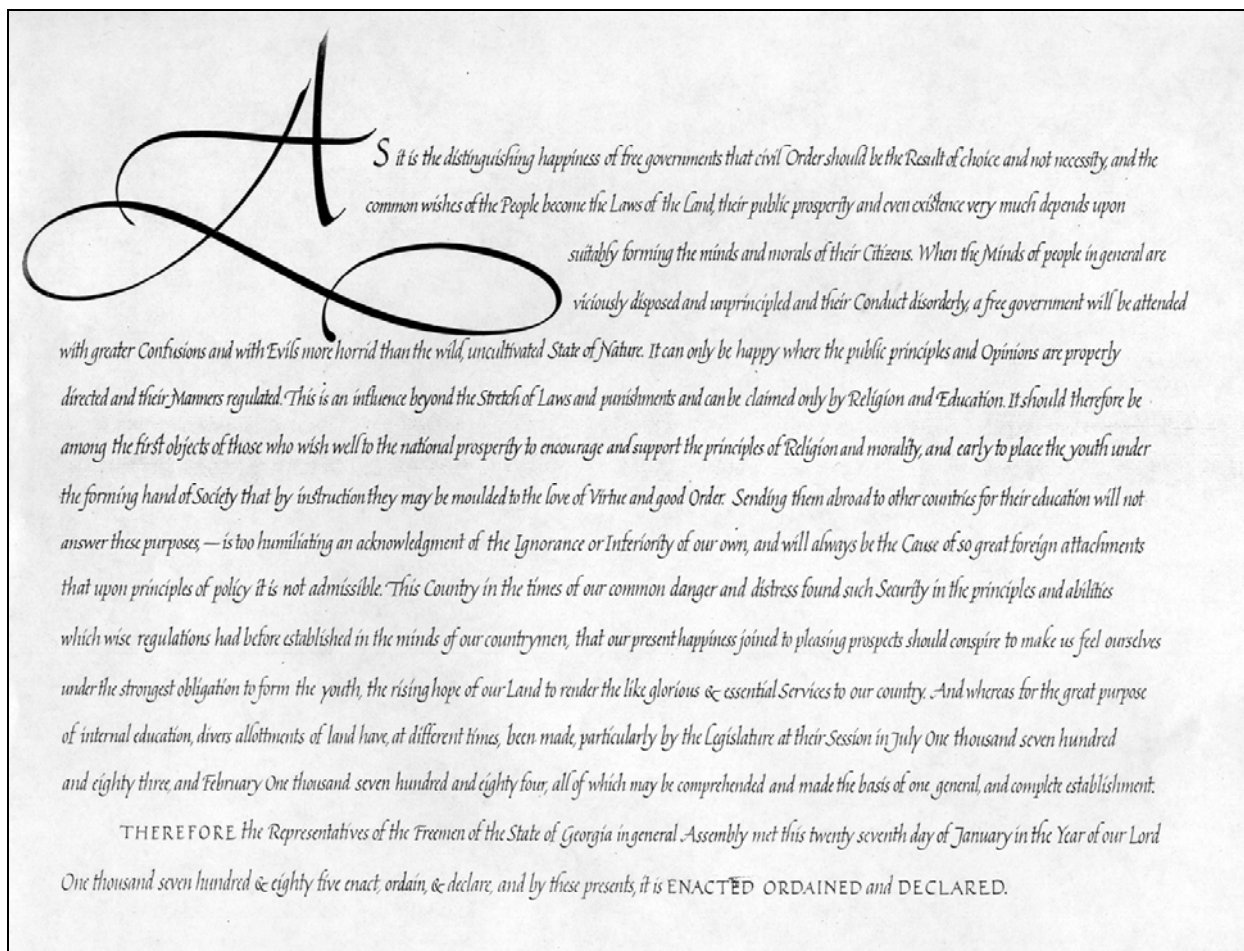 AS it is the distinguishing happiness of free governments that civil Order should be the Result of choice and not necessity, and the
common wishes of the People become the Laws of the Land, their public prosperity and even existence very much depends upon
suitably forming the minds and morals of their Citizens. When the Minds of people in general are
viciously disposed and unprincipled and their Conduct disorderly, a free government will be attended
with greater Confusions and with Evils more horrid than the wild, uncultivated State of Nature. It can only be happy where the public principles and Opinions are properly
directed and their Manners regulated. This is an influence beyond the Stretch of Laws and punishments and can be claimed only by Religion and Education. It should therefore be
among the first objects of those who wish well to the national prosperity to encourage and support the principles of Religion and morality, and early to place the youth under
the forming hand of Society that by instruction they may be moulded to the love of Virtue and good Order. Sending them abroad to other countries for their education will not
answer these purposes, — is too humiliating an acknowledgment of the Ignorance or Inferiority of our own, and will always be the Cause of so great foreign attachments
that upon principles of policy it is not admissible. This Country in the times of our common danger and distress found such Security in the principles and abilities
which wise regulations had before established in the minds of our countrymen, that our present happiness joined to pleasing prospects should conspire to make us feel ourselves
under the strongest obligation to form the youth, the rising hope of our Land to render the like glorious & essential Services to our country. And whereas for the great purpose
of internal education, divers allottments of land have, at different times, been made, particularly by the Legislature at their Session in July One thousand seven hundred
and eighty three, and February One thousand seven hundred and eighty four, all of which may be comprehended and made the basis of one general, and complete establishment.
THEREFORE the Representatives of the Freemen of the State of Georgia in general Assembly met this twenty seventh day of January in the Year of our Lord
One thousand seven hundred & eighty five enact, ordain, & declare, and by these presents, it is ENACTED ORDAINED and DECLARED.